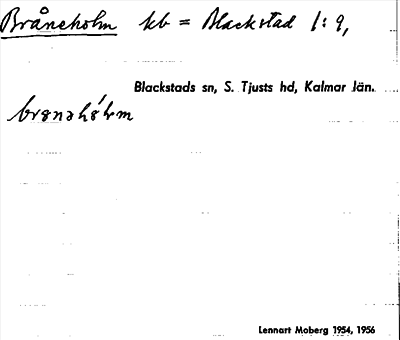 Bråneholm kb = Blackstad 1:9,
Blackstads sn, S. Tjusts hd, Kalmar län.
Lennart Moberg 1954, 1956